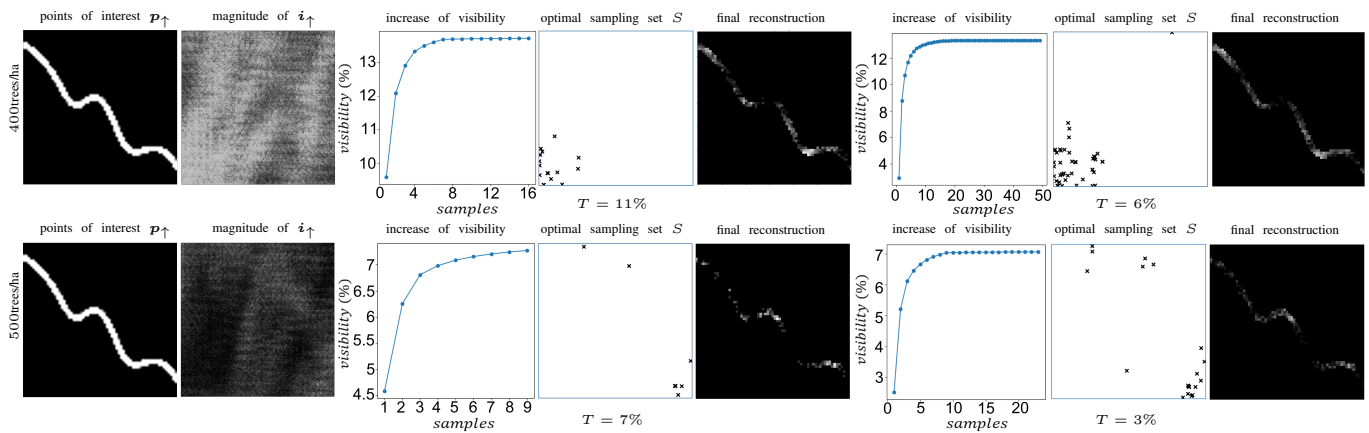 points of interest p↑
magnitude of i↑
increase of visibility
optimal sampling set S
final reconstruction
increase of visibility
optimal sampling set S
final reconstruction
400trees/ha
visibility (%)
13
12
11
10
0 4 8 12 16
samples
T = 11%
visibility (%)
12
10
8
6
4
0 10 20 30 40 50
samples
T = 6%
points of interest p↑
magnitude of i↑
increase of visibility
optimal sampling set S
final reconstruction
increase of visibility
optimal sampling set S
final reconstruction
500trees/ha
visibility (%)
7
6.5
6
5.5
5
4.5
1 2 3 4 5 6 7 8 9
samples
T = 7%
visibility (%)
7
6
5
4
3
0 5 10 15 20
samples
T = 3%